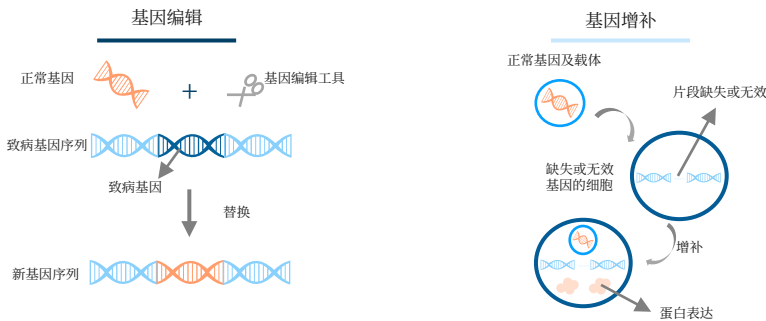 基因编辑
正常基因
+
基因编辑工具
致病基因序列
致病基因
替换
新基因序列
基因增补
正常基因及载体
片段缺失或无效
缺失或无效
基因的细胞
增补
蛋白表达